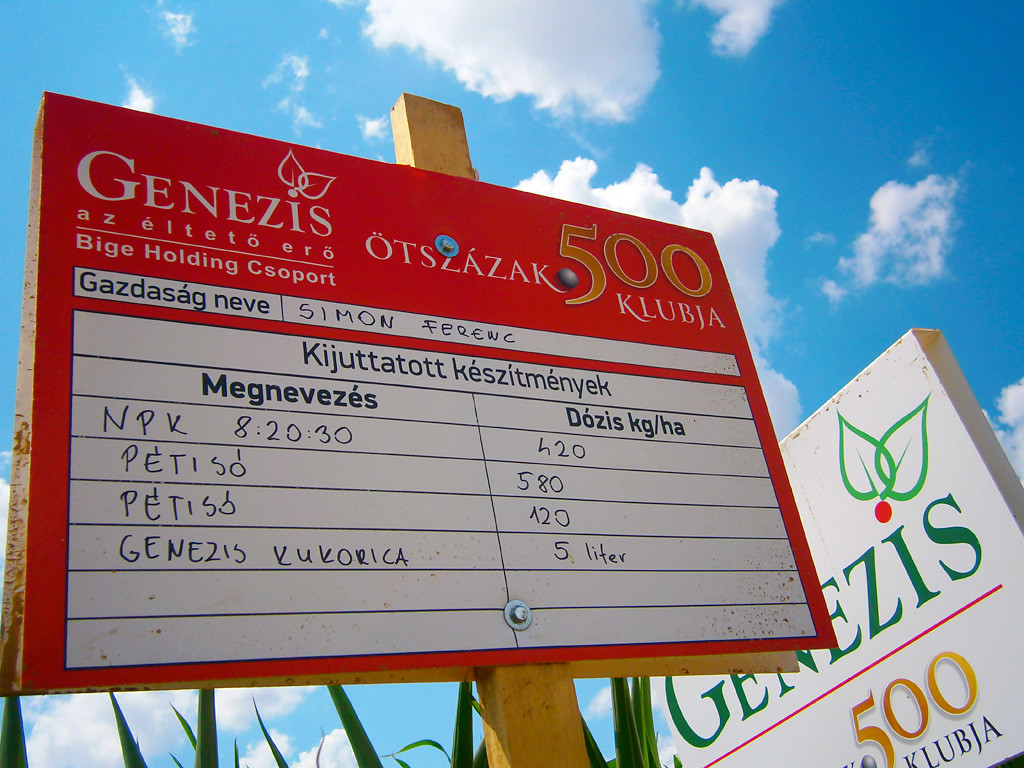 GENEZIS
az éltető erő
Bige Holding Csoport
ÖTSZÁZAK 500
KLUBJA
Gazdaság neve SIMON FERENC
Kijuttatott készítmények
Megnevezés Dózis kg/ha
NPK 8:20:30 420
PÉTISÓ 580
PÉTISÓ 120
GENEZIS KUKORICA 5 liter
GENEZIS
500
KLUBJA